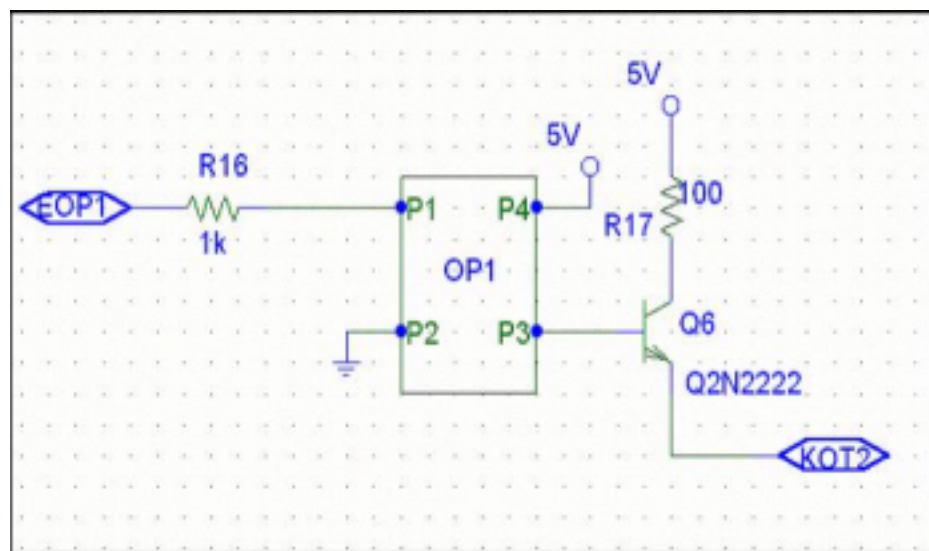 5V
5V
R16
100
EOP1
P1
P4
R17
1k
OP1
Q6
P2
P3
Q2N2222
KOT2